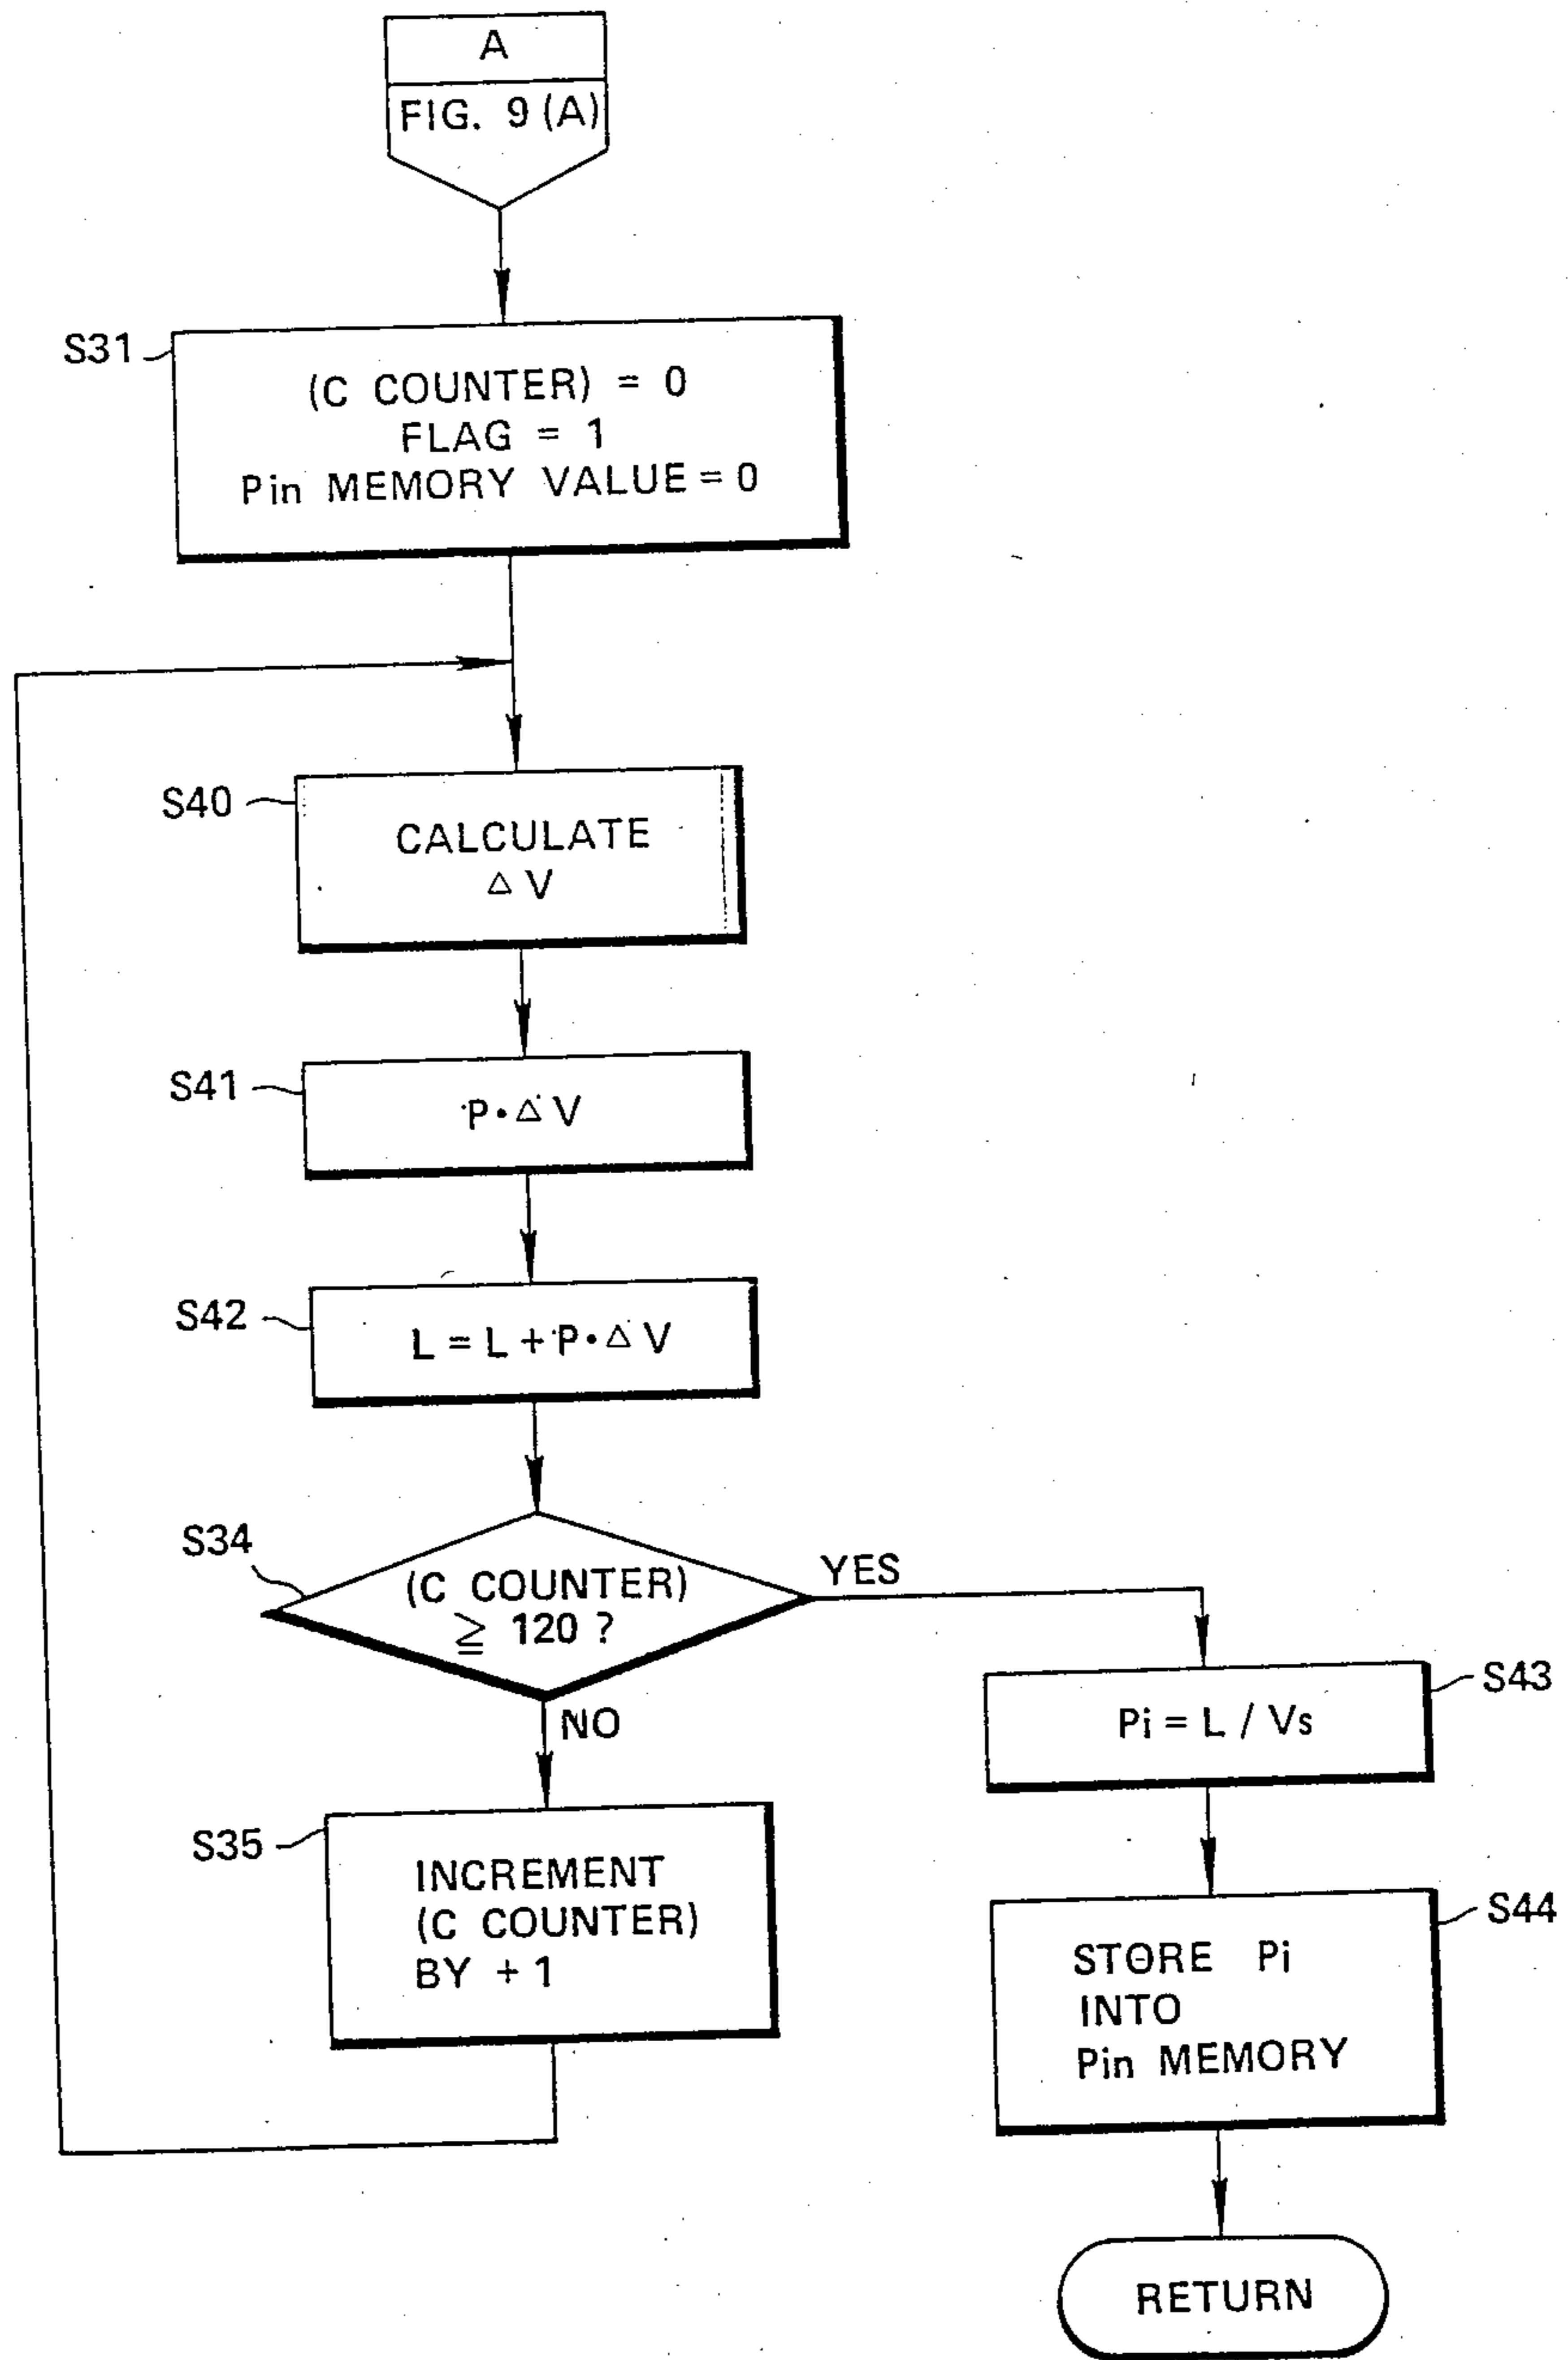 A
FIG. 9 (A)
S31
(C COUNTER) = 0
FLAG = 1
Pin MEMORY VALUE = 0
S40
CALCULATE
△ V
S41
P·△ V
S42
L = L + P·△ V
S34
(C COUNTER)
≧ 120 ?
YES
NO
S43
Pi = L / Vs
S35
INCREMENT
(C COUNTER)
BY + 1
S44
STORE Pi
INTO
Pin MEMORY
RETURN